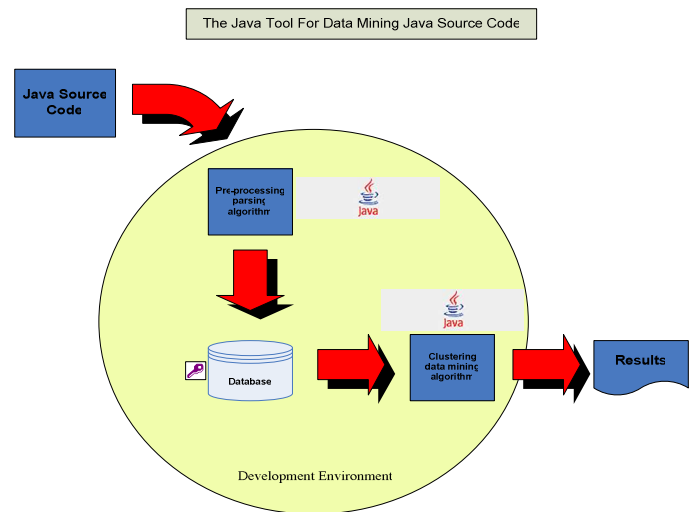 The Java Tool For Data Mining Java Source Code
Java Source
Code
Pre-processing
parsing
algorithm
Java
Java
Clustering
data mining
algorithm
Results
Database
Development Environment